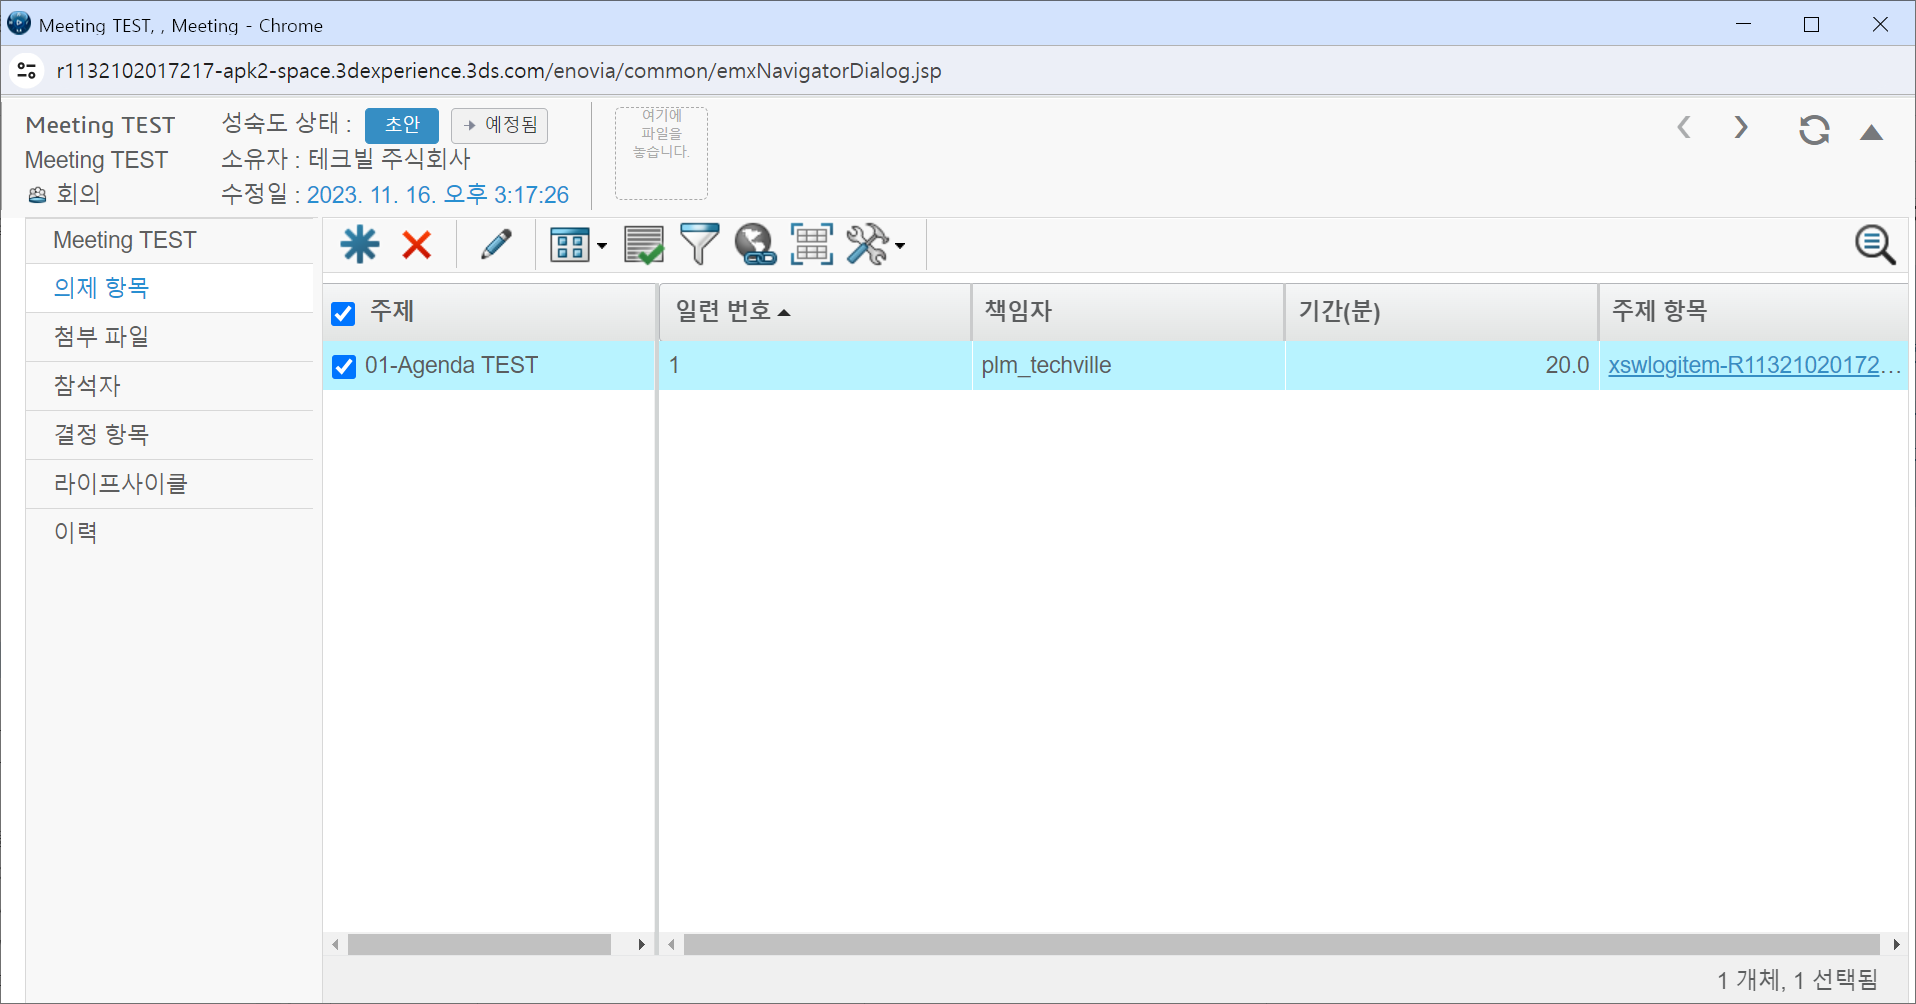 Meeting TEST, , Meeting - Chrome
r1132102017217-apk2-space.3dexperience.3ds.com/enovia/common/emxNavigatorDialog.jsp
Meeting TEST
Meeting TEST
회의
성숙도 상태 : 초안 예정됨
소유자 : 테크빌 주식회사
수정일 : 2023. 11. 16. 오후 3:17:26
여기에
파일을
놓습니다.
Meeting TEST
의제 항목
첨부 파일
참석자
결정 항목
라이프사이클
이력
주제 일련 번호 책임자 기간(분) 주제 항목
01-Agenda TEST 1 plm_techville 20.0 xswlogitem-R11321020172...
1 개체, 1 선택됨